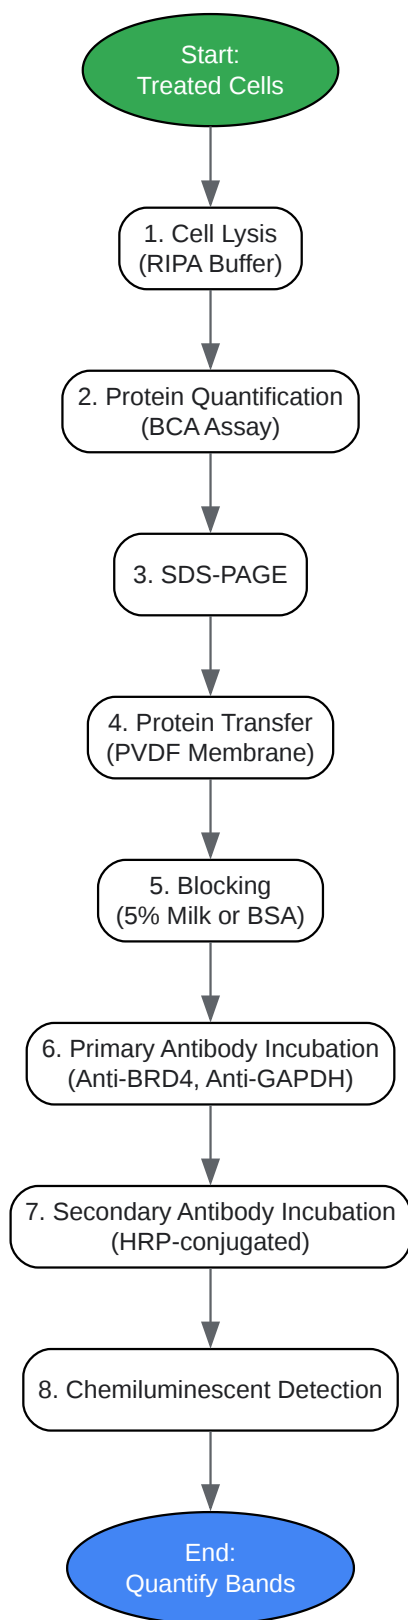 Start:
Treated Cells
1. Cell Lysis
(RIPA Buffer)
2. Protein Quantification
(BCA Assay)
3. SDS-PAGE
4. Protein Transfer
(PVDF Membrane)
5. Blocking
(5% Milk or BSA)
6. Primary Antibody Incubation
(Anti-BRD4, Anti-GAPDH)
7. Secondary Antibody Incubation
(HRP-conjugated)
8. Chemiluminescent Detection
End:
Quantify Bands